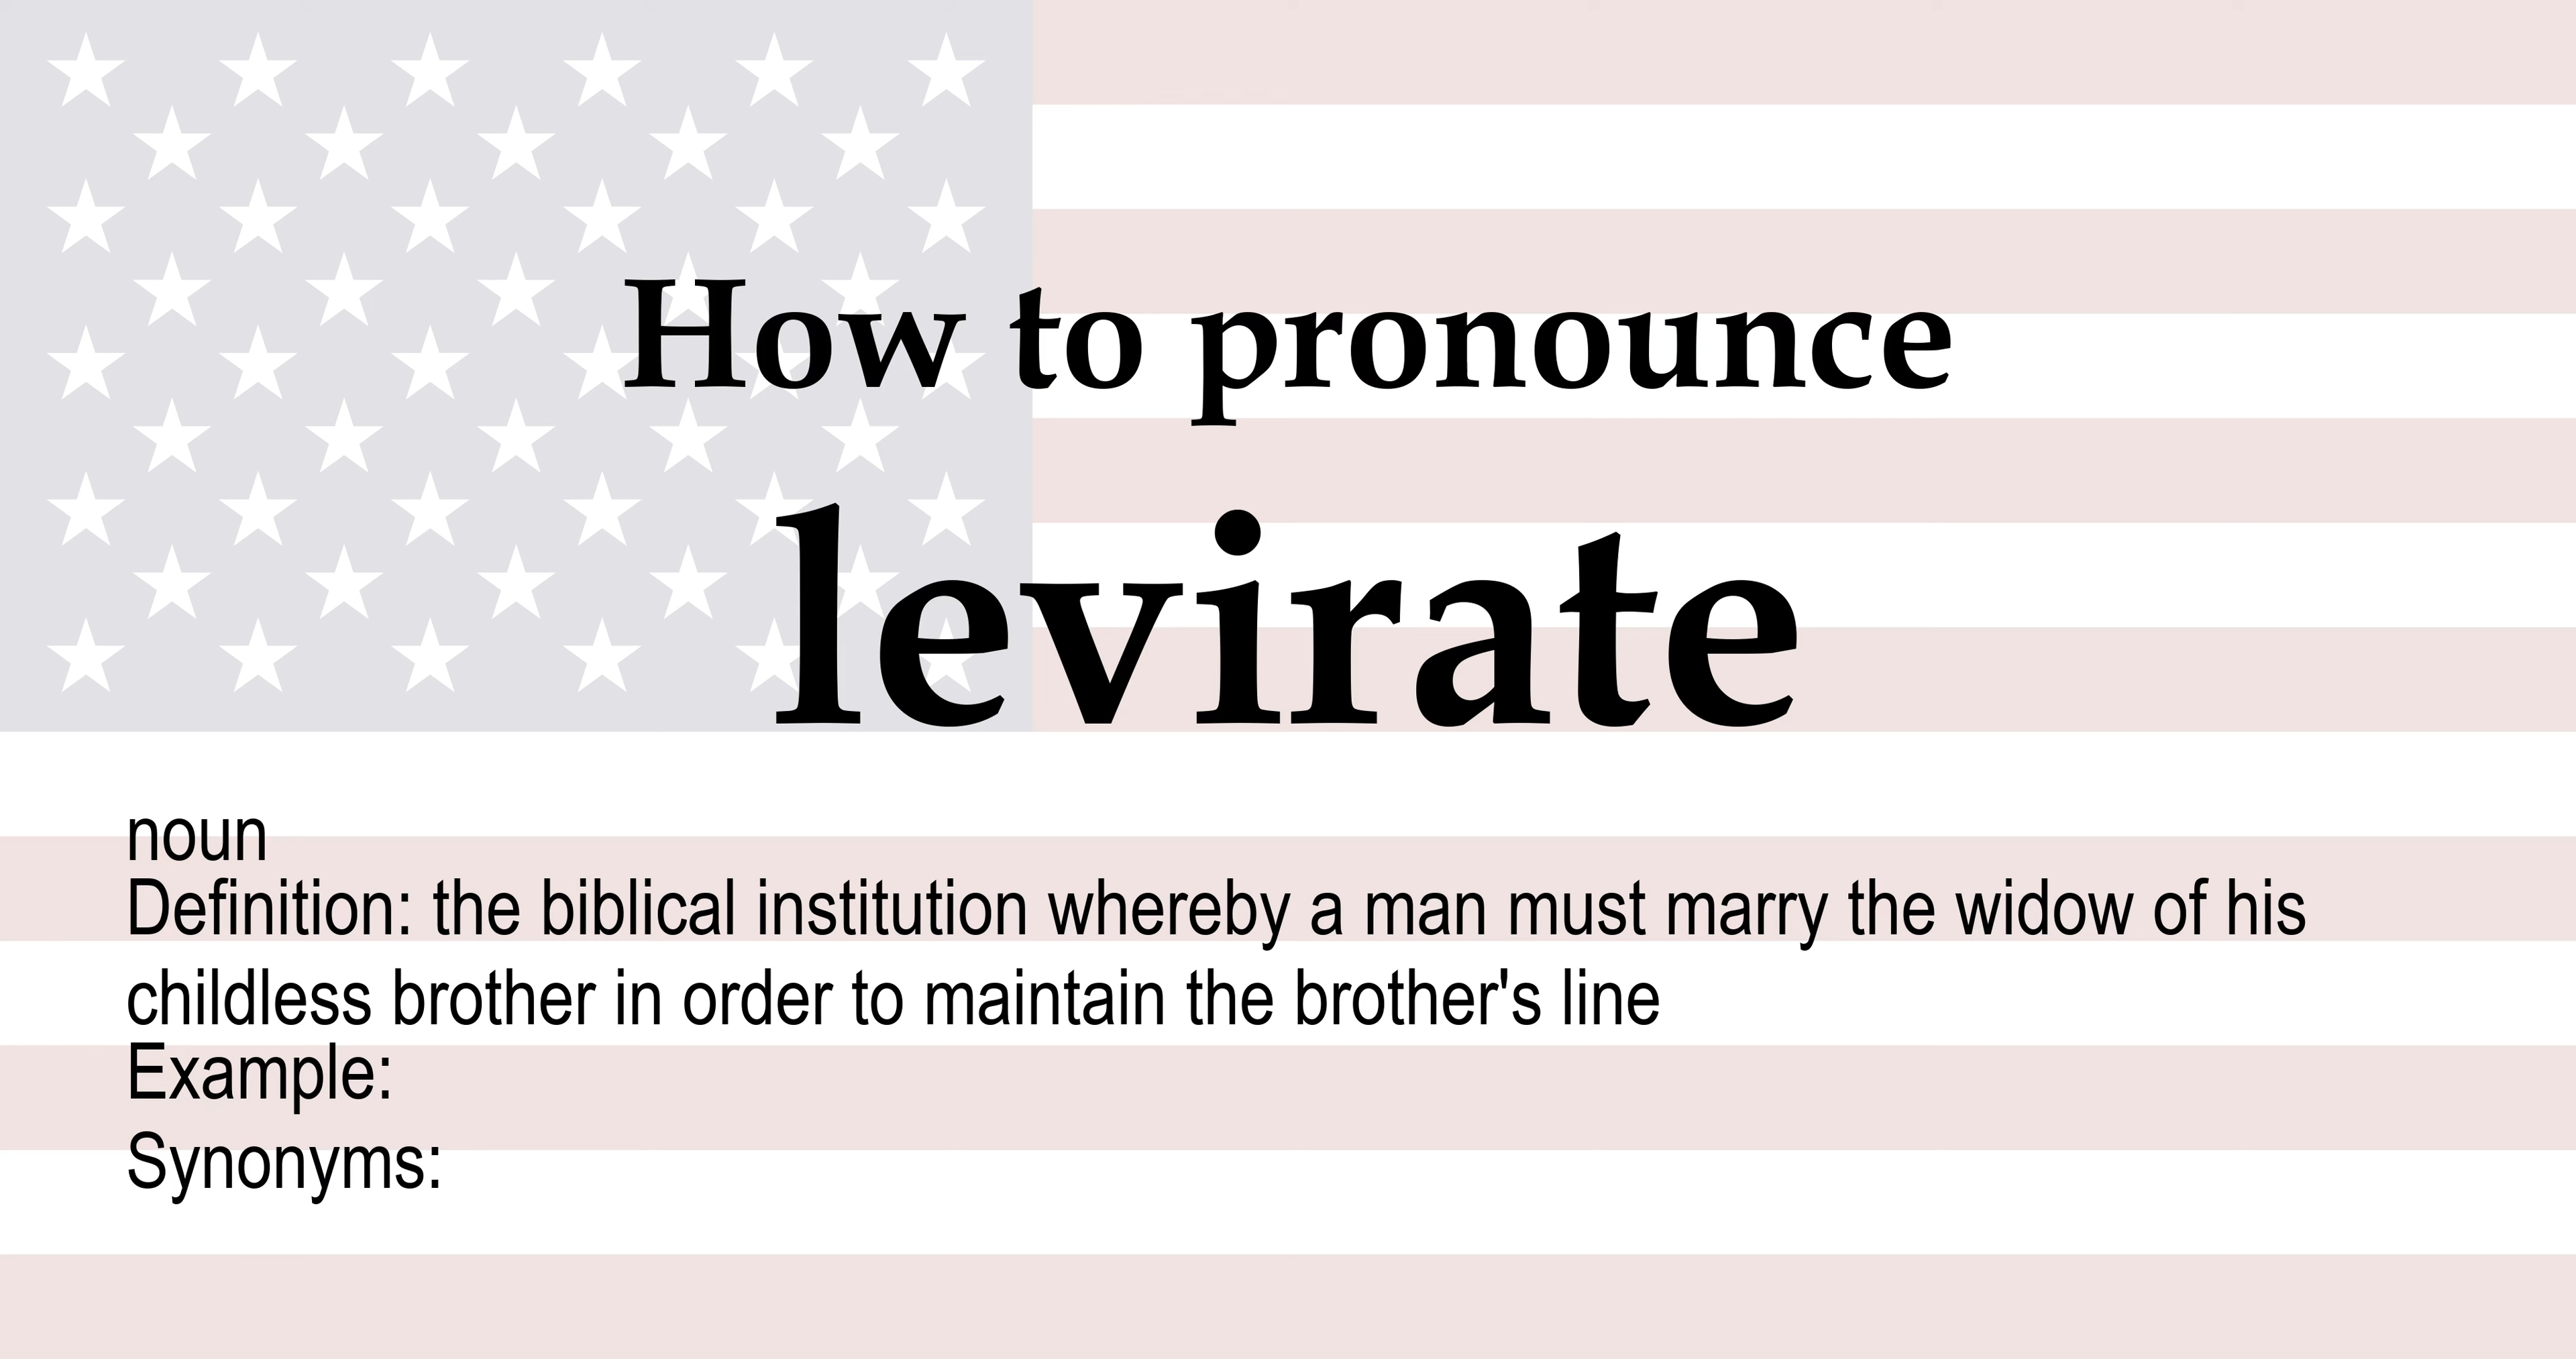 How to pronounce
levirate
noun
Definition: the biblical institution whereby a man must marry the widow of his
childless brother in order to maintain the brother's line
Example:
Synonyms: